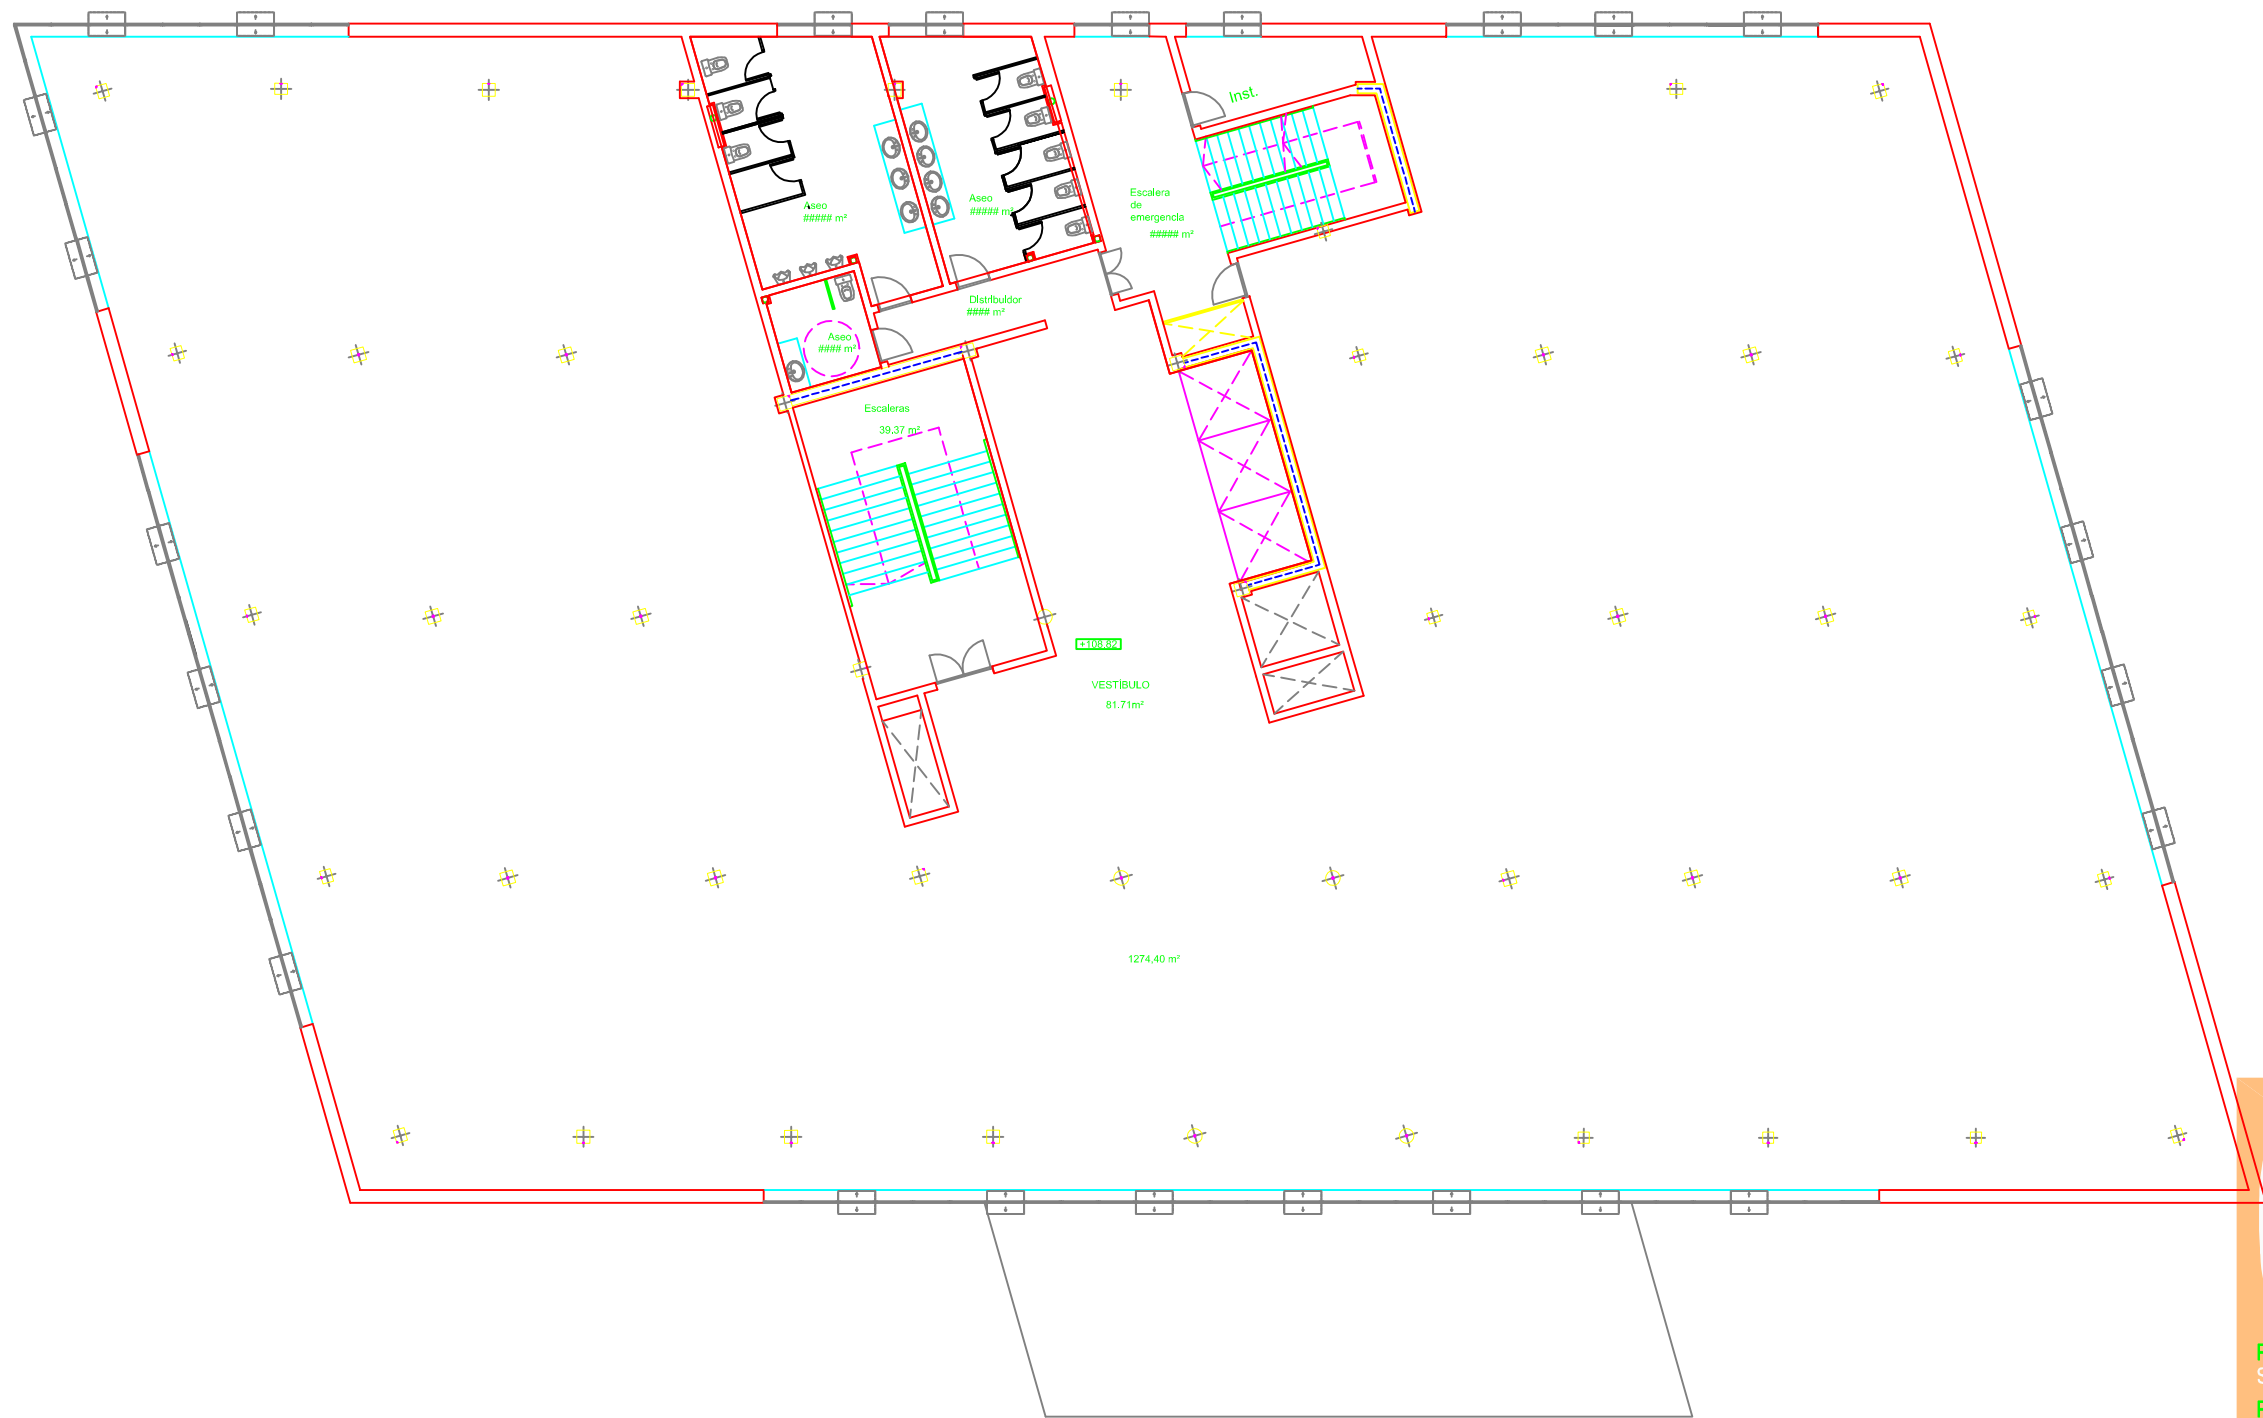 Inst.
Aseo
##### m²
Aseo
##### m²
Escalera
de
emergencia
##### m²
Distribuidor
#### m²
Aseo
#### m²
Escaleras
39.37 m²
+108.82
VESTÍBULO
81.71m²
1274,40 m²